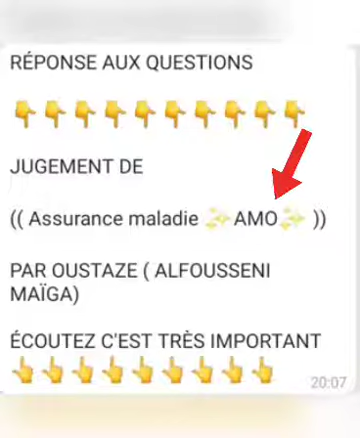 RÉPONSE AUX QUESTIONS
👇👇👇👇👇👇👇👇👇👇
JUGEMENT DE
(( Assurance maladie ✨AMO✨ ))
PAR OUSTAZE ( ALFOUSSENI
MAÏGA)
ÉCOUTEZ C'EST TRÈS IMPORTANT
👆👆👆👆👆👆👆👆👆
20:07